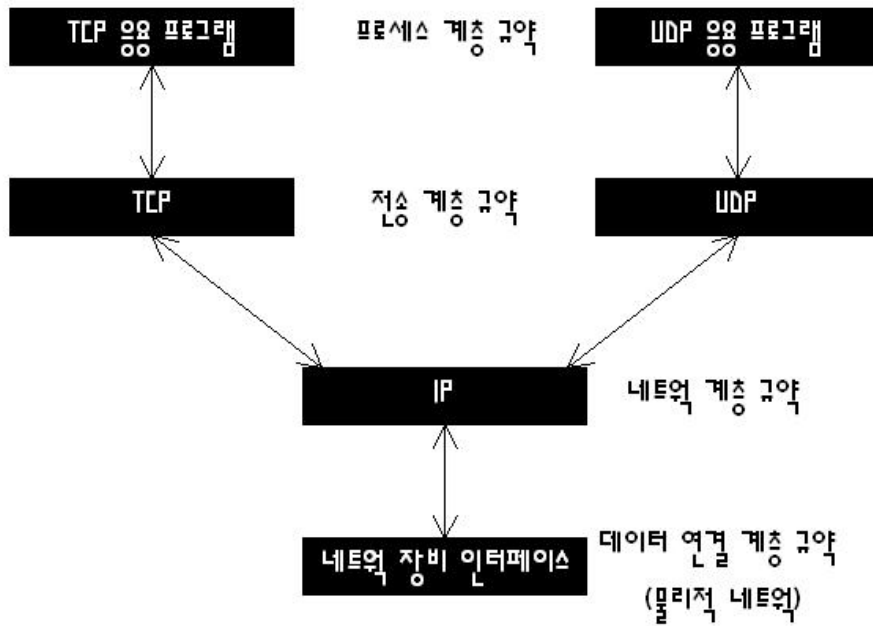 TCP 응용 프로그램
프로세스 계층 규약
UDP 응용 프로그램
TCP
전송 계층 규약
UDP
IP
네트웍 계층 규약
네트웍 장비 인터페이스
데이터 연결 계층 규약
(물리적 네트웍)